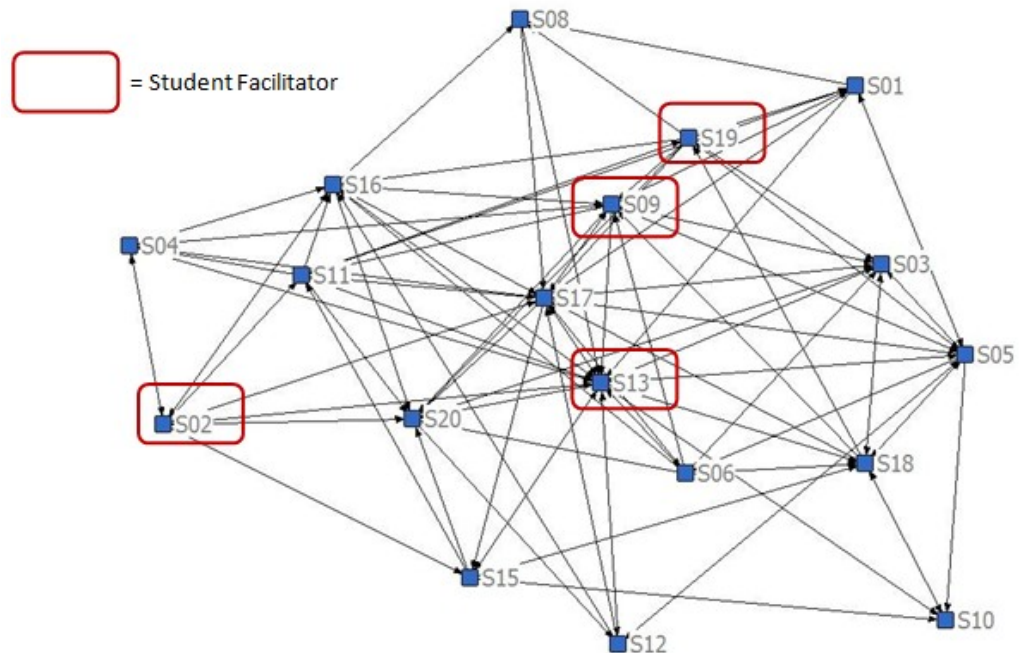 S08
= Student Facilitator
S01
S19
S16
S09
S04
S03
S11
S17
S05
S13
S02
S20
S18
S06
S15
S10
S12